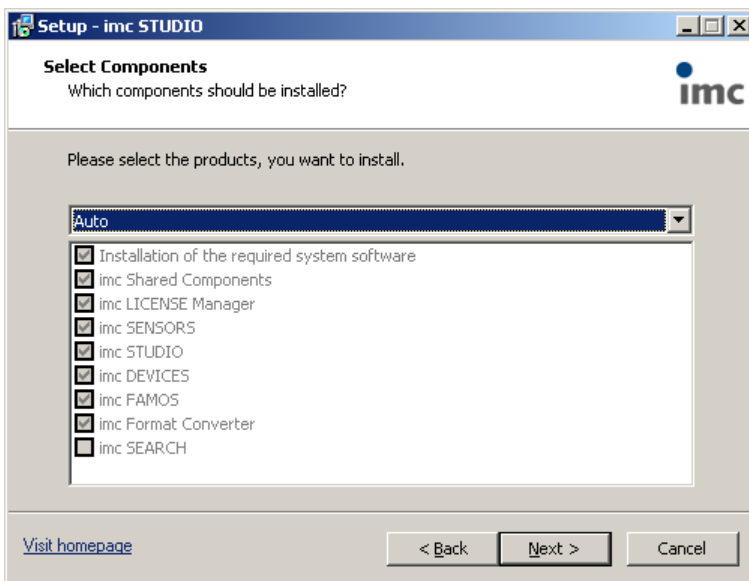 Setup - imc STUDIO
Select Components
Which components should be installed?
imc
Please select the products, you want to install.
Auto
Installation of the required system software
imc Shared Components
imc LICENSE Manager
imc SENSORS
imc STUDIO
imc DEVICES
imc FAMOS
imc Format Converter
imc SEARCH
Visit homepage
< Back
Next >
Cancel